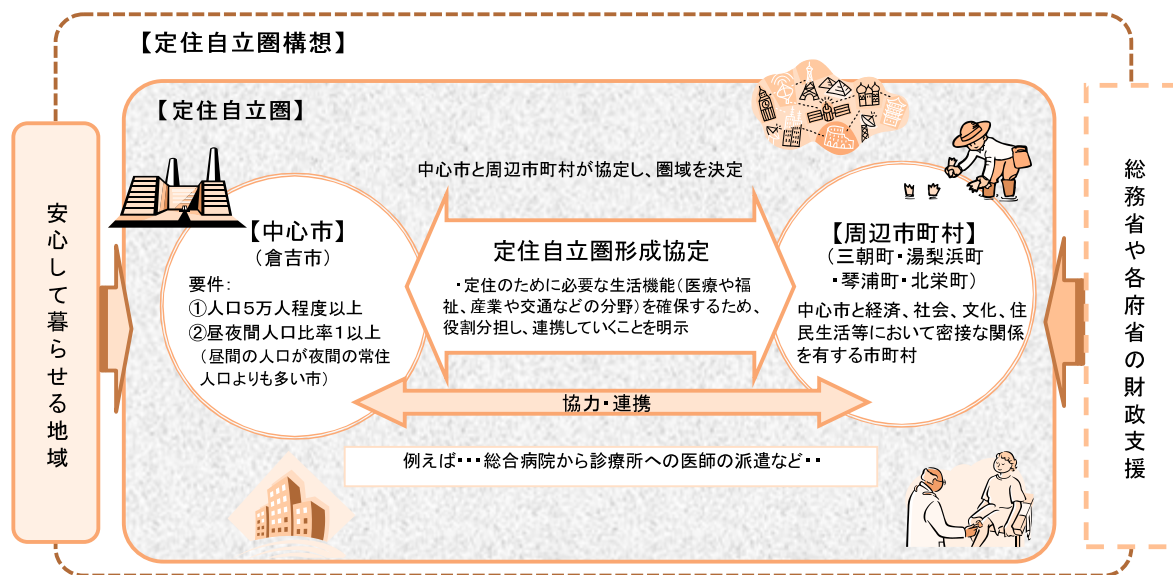 【定住自立圏構想】
【定住自立圏】
安心して暮らせる地域
中心市と周辺市町村が協定し、圏域を決定
【中心市】
（倉吉市）
要件：
①人口５万人程度以上
②昼夜間人口比率１以上
（昼間の人口が夜間の常住
人口よりも多い市）
定住自立圏形成協定
・定住のために必要な生活機能（医療や福
祉、産業や交通などの分野）を確保するため、
役割分担し、連携していくことを明示
【周辺市町村】
（三朝町・湯梨浜町
・琴浦町・北栄町）
中心市と経済、社会、文化、住
民生活等において密接な関係
を有する市町村
協力・連携
例えば・・・総合病院から診療所への医師の派遣など・・
総務省や各府省の財政支援